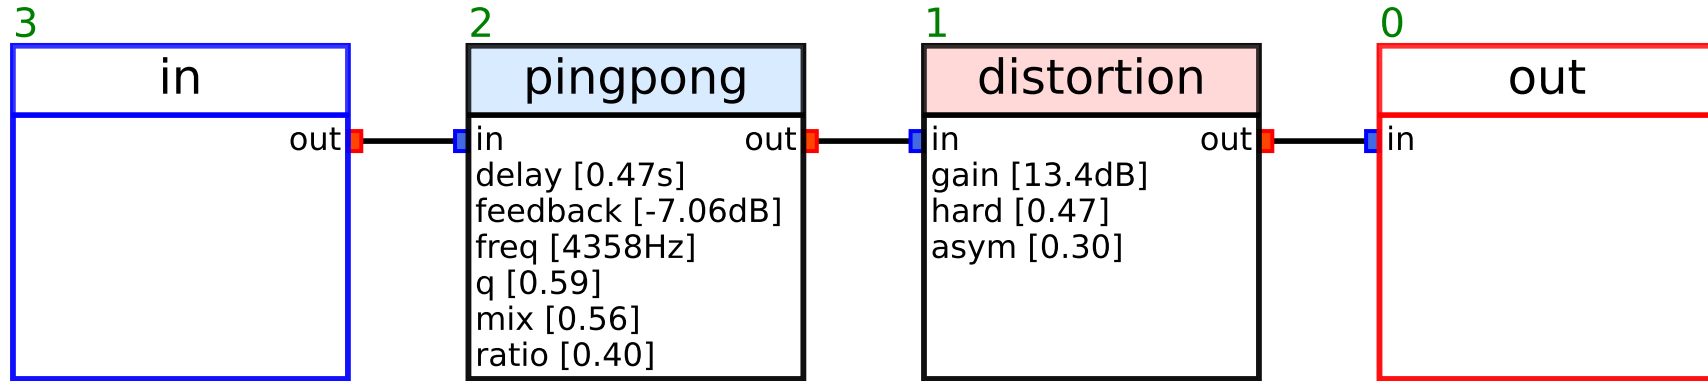 3
in
out
2
pingpong
in out
delay [0.47s]
feedback [-7.06dB]
freq [4358Hz]
q [0.59]
mix [0.56]
ratio [0.40]
1
distortion
in out
gain [13.4dB]
hard [0.47]
asym [0.30]
0
out
in